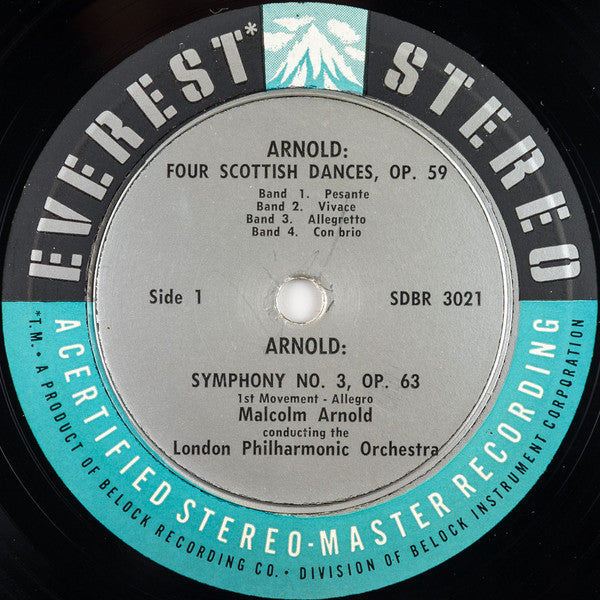 EVEREST* STEREO
ARNOLD:
FOUR SCOTTISH DANCES, OP. 59
Band 1. Pesante
Band 2. Vivace
Band 3. Allegretto
Band 4. Con brio
Side 1
SDBR 3021
ARNOLD:
SYMPHONY NO. 3, OP. 63
1st Movement - Allegro
Malcolm Arnold
conducting the
London Philharmonic Orchestra
A CERTIFIED STEREO-MASTER RECORDING
*T.M. • A PRODUCT OF BELOCK RECORDING CO. • DIVISION OF BELOCK INSTRUMENT CORPORATION